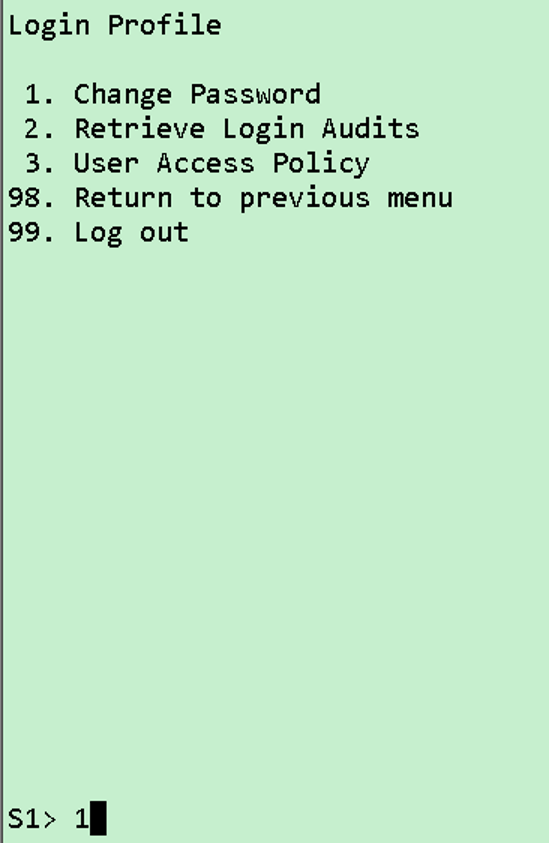 Login Profile
1. Change Password
2. Retrieve Login Audits
3. User Access Policy
98. Return to previous menu
99. Log out
S1> 1